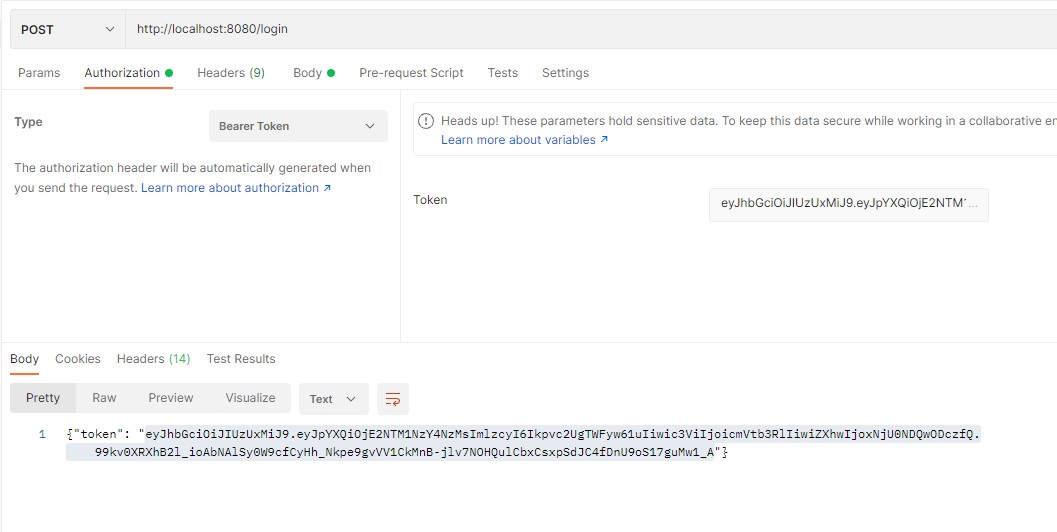 POST http://localhost:8080/login
Params Authorization Headers (9) Body Pre-request Script Tests Settings
Type Bearer Token
The authorization header will be automatically generated when
you send the request. Learn more about authorization ↗
Heads up! These parameters hold sensitive data. To keep this data secure while working in a collaborative en
Learn more about variables ↗
Token eyJhbGciOiJIUzUxMiJ9.eyJpYXQiOjE2NTM1...
Body Cookies Headers (14) Test Results
Pretty Raw Preview Visualize Text
1 {"token": "eyJhbGciOiJIUzUxMiJ9.eyJpYXQiOjE2NTM1NzY4NzMsImlzcyI6Ikpvc2UgTWFyw61uIiwic3ViIjoicmVtb3RlIiwiZXhwIjoxNjU0NDQwODczfQ.
99kv0XRXhB2l_ioAbNAlSy0W9cfCyHh_Nkpe9gvVV1CkMnB-jlv7NOHQulCbxCsxpSdJC4fDnU9oS17guMw1_A"}